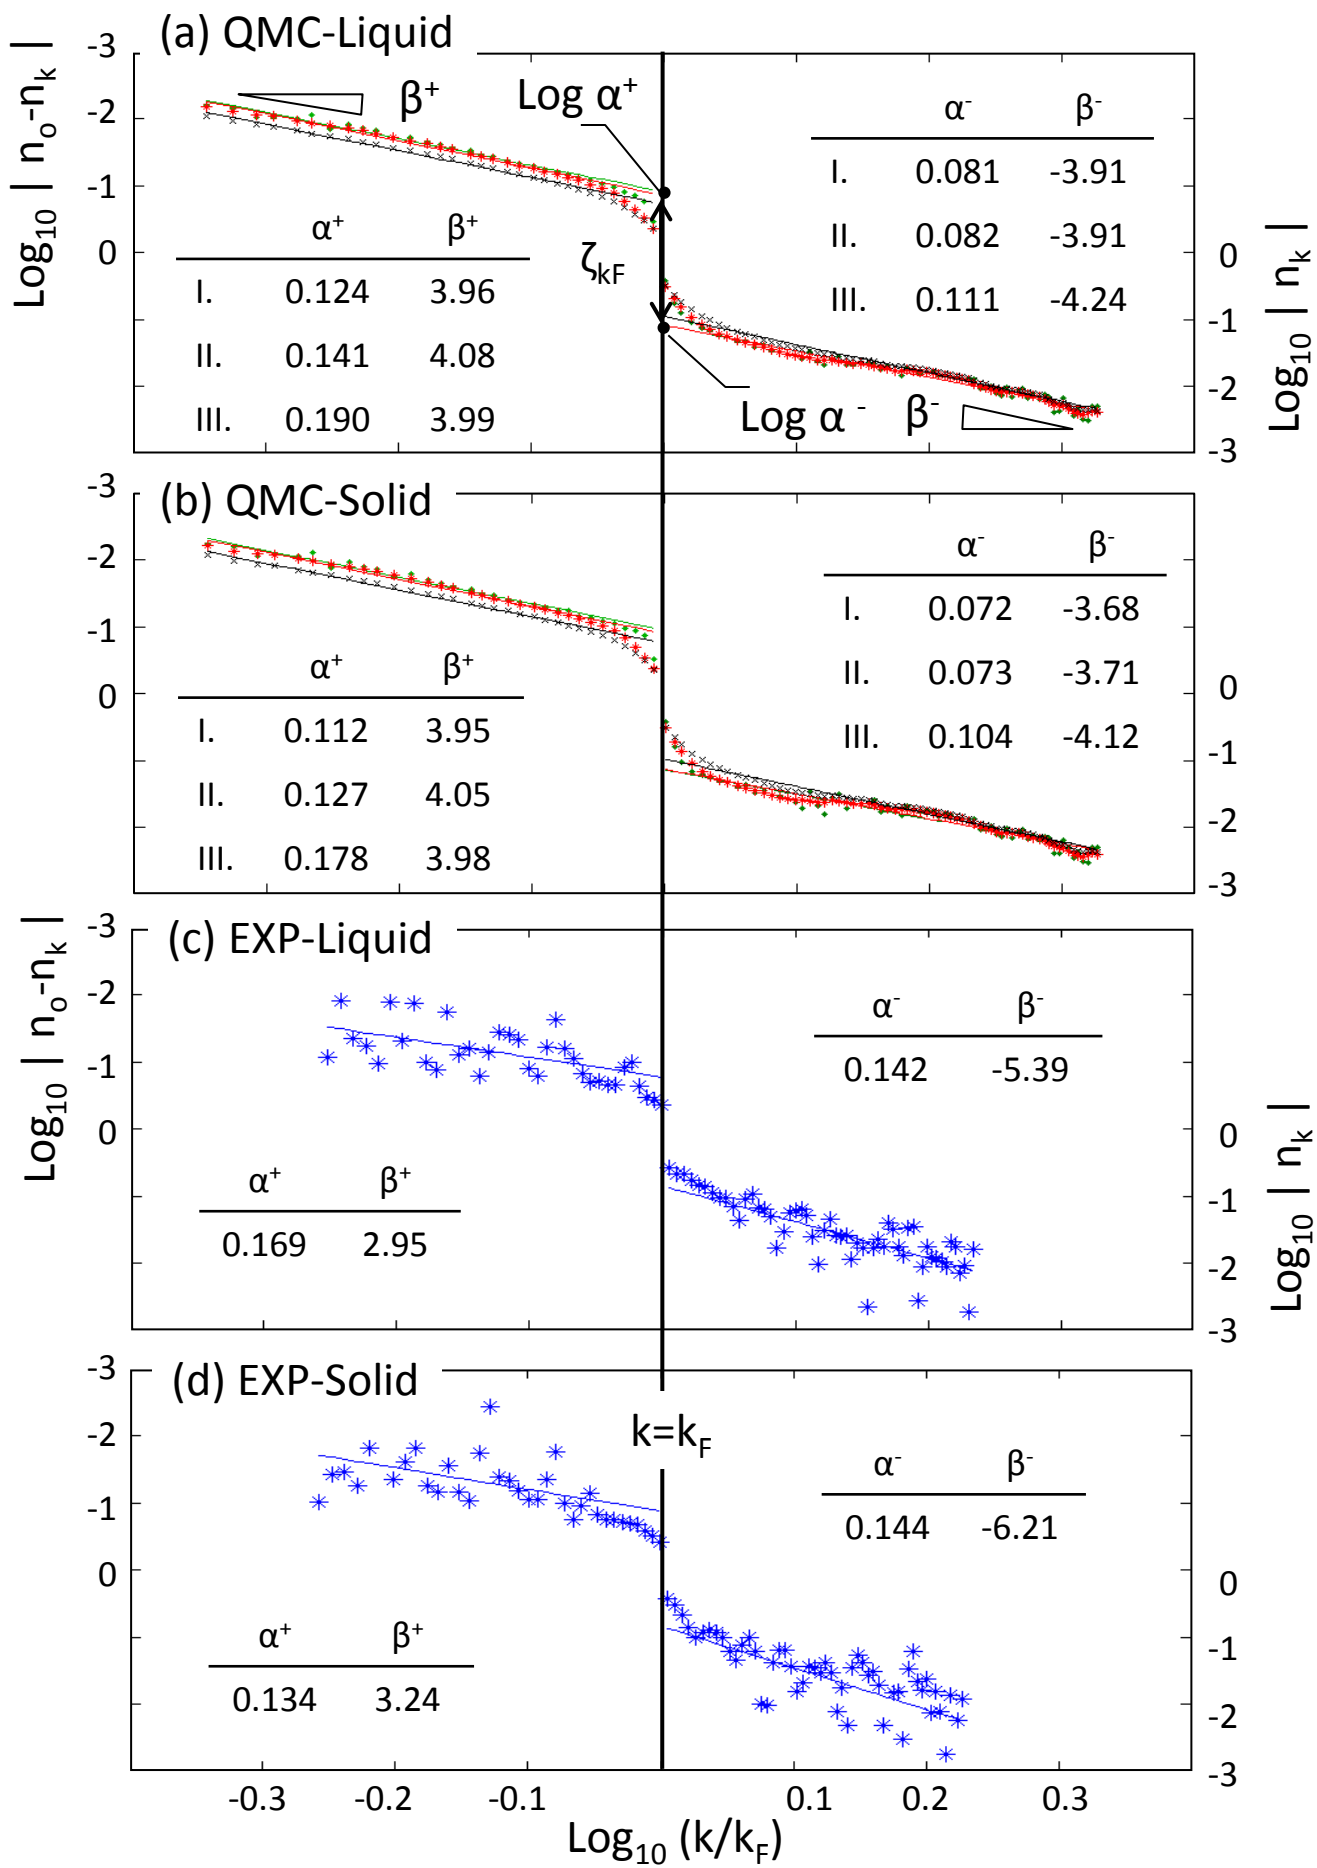 (a) QMC-Liquid
Log₁₀ | n₀-nₖ |
-3
-2
-1
0
β⁺
Log α⁺
ζkF
α⁺ β⁺
I. 0.124 3.96
II. 0.141 4.08
III. 0.190 3.99
α⁻ β⁻
I. 0.081 -3.91
II. 0.082 -3.91
III. 0.111 -4.24
Log α⁻ β⁻
0
-1
-2
-3
Log₁₀ | nₖ |
(b) QMC-Solid
-3
-2
-1
0
α⁺ β⁺
I. 0.112 3.95
II. 0.127 4.05
III. 0.178 3.98
α⁻ β⁻
I. 0.072 -3.68
II. 0.073 -3.71
III. 0.104 -4.12
0
-1
-2
-3
(c) EXP-Liquid
Log₁₀ | n₀-nₖ |
-3
-2
-1
0
α⁺ β⁺
0.169 2.95
α⁻ β⁻
0.142 -5.39
0
-1
-2
-3
Log₁₀ | nₖ |
(d) EXP-Solid
-3
-2
-1
0
k=kF
α⁺ β⁺
0.134 3.24
α⁻ β⁻
0.144 -6.21
0
-1
-2
-3
-0.3 -0.2 -0.1 0.1 0.2 0.3
Log₁₀ (k/kF)